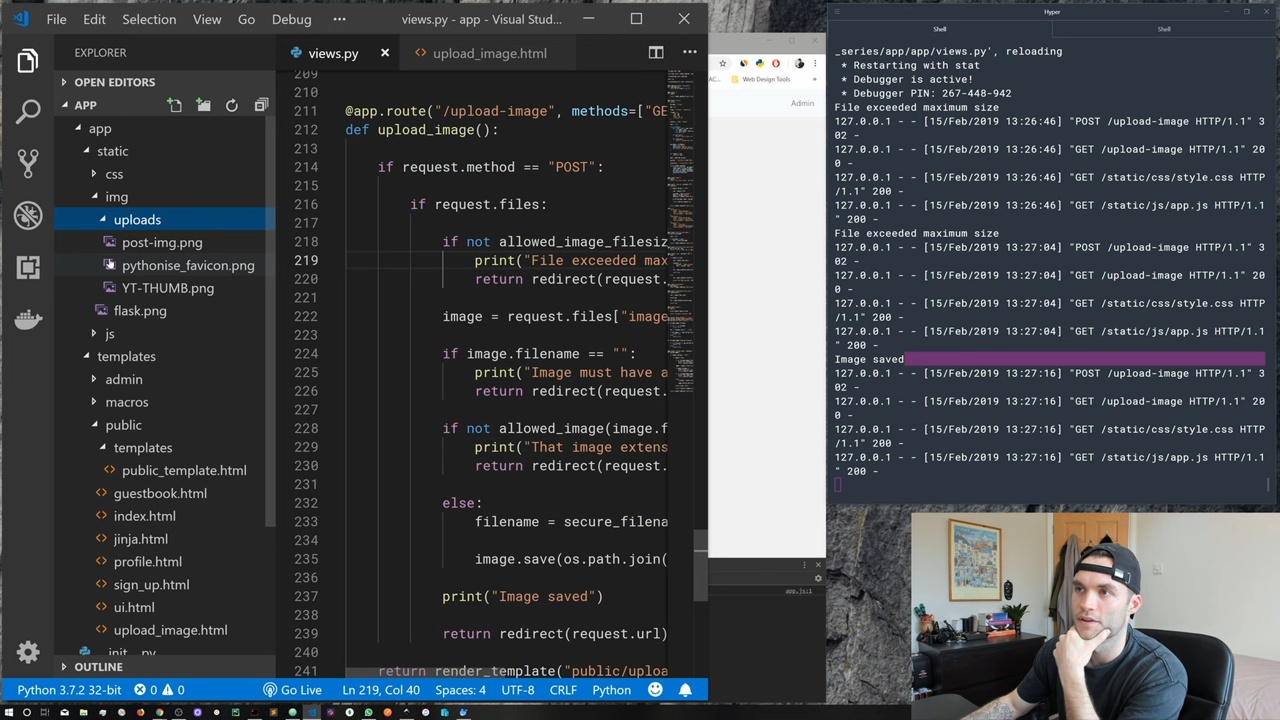 File Edit Selection View Go Debug ··· views.py - app - Visual Stud...
EDITORS
APP
app
static
css
img
uploads
post-img.png
pythonise_favicon.png
YT-THUMB.png
flask.png
js
templates
admin
macros
public
templates
public_template.html
guestbook.html
index.html
jinja.html
profile.html
sign_up.html
ui.html
upload_image.html
__init__.py
OUTLINE
views.py upload_image.html
209
210
211 @app.route("/upload-image", methods=["GE
212 def upload_image():
213
214 if request.method == "POST":
215
216 if request.files:
217
218 if not allowed_image_filesiz
219 print("File exceeded max
220 return redirect(request.
221
222 image = request.files["image
223
224 if image.filename == "":
225 print("Image must have a
226 return redirect(request.
227
228 if not allowed_image(image.f
229 print("That image extens
230 return redirect(request.
231
232 else:
233 filename = secure_filena
234
235 image.save(os.path.join(
236
237 print("Image saved")
238
239 return redirect(request.url)
240
241 return render_template("public/uploa
Python 3.7.2 32-bit 0 0 Go Live Ln 219, Col 40 Spaces: 4 UTF-8 CRLF Python
AC... Web Design Tools »
Admin
app.js:1
Hyper
Shell Shell
_series/app/app/views.py', reloading
* Restarting with stat
* Debugger is active!
* Debugger PIN: 267-448-942
File exceeded maximum size
127.0.0.1 - - [15/Feb/2019 13:26:46] "POST /upload-image HTTP/1.1" 3
02 -
127.0.0.1 - - [15/Feb/2019 13:26:46] "GET /upload-image HTTP/1.1" 20
0 -
127.0.0.1 - - [15/Feb/2019 13:26:46] "GET /static/css/style.css HTTP
/1.1" 200 -
127.0.0.1 - - [15/Feb/2019 13:26:46] "GET /static/js/app.js HTTP/1.1
" 200 -
File exceeded maximum size
127.0.0.1 - - [15/Feb/2019 13:27:04] "POST /upload-image HTTP/1.1" 3
02 -
127.0.0.1 - - [15/Feb/2019 13:27:04] "GET /upload-image HTTP/1.1" 20
0 -
127.0.0.1 - - [15/Feb/2019 13:27:04] "GET /static/css/style.css HTTP
/1.1" 200 -
127.0.0.1 - - [15/Feb/2019 13:27:04] "GET /static/js/app.js HTTP/1.1
" 200 -
Image saved
127.0.0.1 - - [15/Feb/2019 13:27:16] "POST /upload-image HTTP/1.1" 3
02 -
127.0.0.1 - - [15/Feb/2019 13:27:16] "GET /upload-image HTTP/1.1" 20
0 -
127.0.0.1 - - [15/Feb/2019 13:27:16] "GET /static/css/style.css HTTP
/1.1" 200 -
127.0.0.1 - - [15/Feb/2019 13:27:16] "GET /static/js/app.js HTTP/1.1
" 200 -